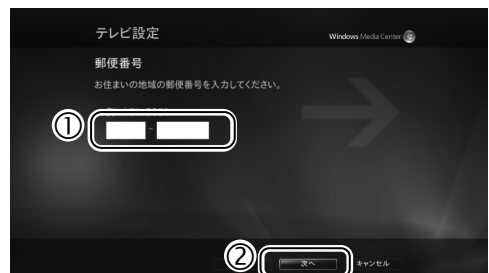 テレビ設定
Windows Media Center
郵便番号
お住まいの地域の郵便番号を入力してください。
①
-
②
次へ
キャンセル